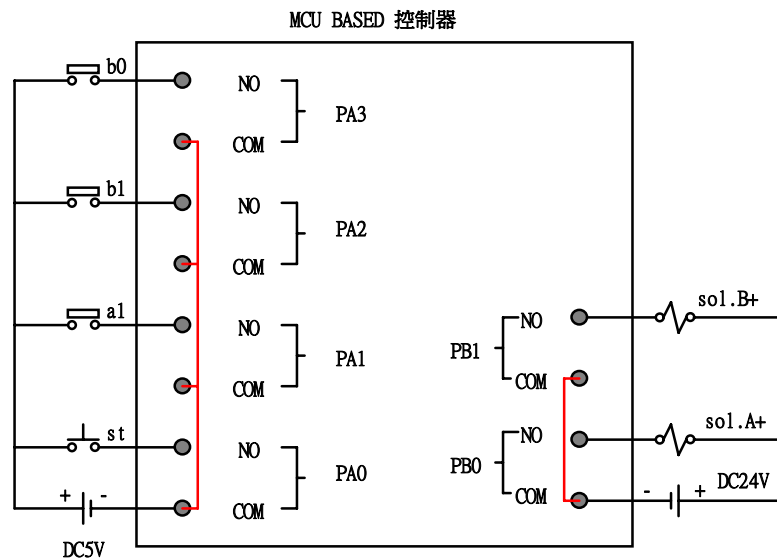 MCU BASED 控制器
b0
NO
PA3
COM
b1
NO
PA2
COM
a1
NO
PA1
COM
st
NO
PA0
COM
+ -
DC5V
sol.B+
NO
PB1
COM
sol.A+
NO
PB0
COM
- +
DC24V